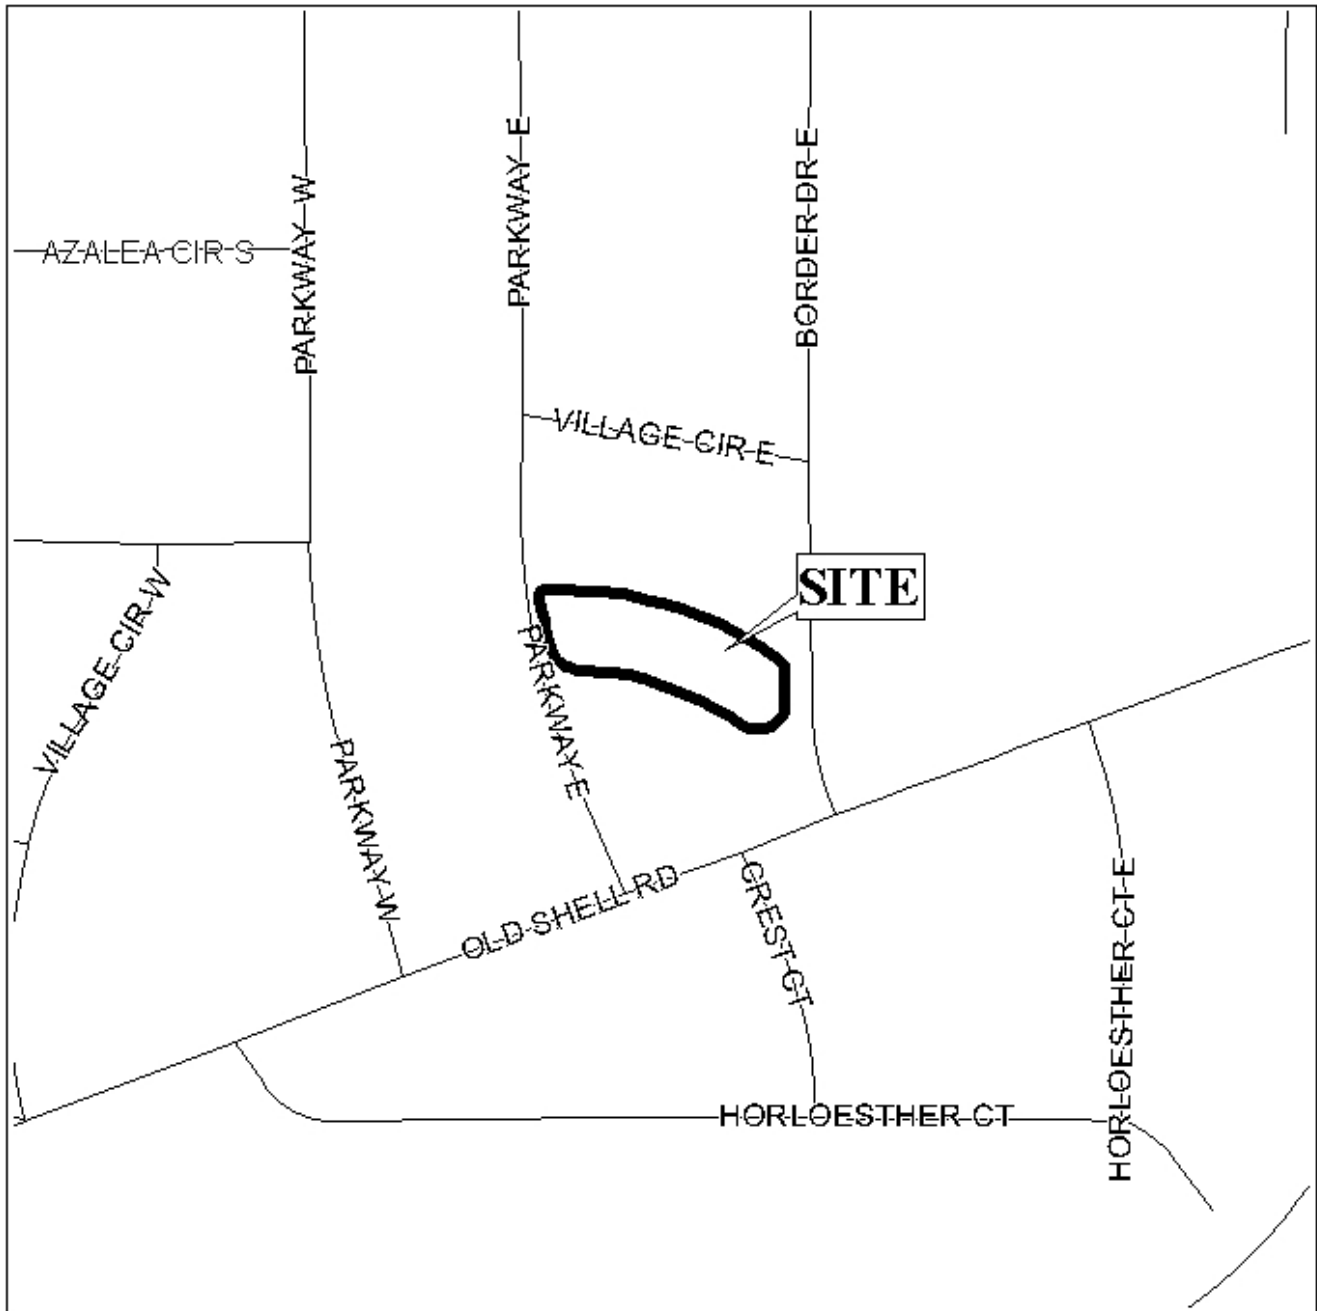 PARKWAY E
BORDER DR E
PARKWAY W
AZALEA CIR S
VILLAGE CIR E
SITE
VILLAGE CIR W
PARKWAY E
PARKWAY W
OLD SHELL RD
CREST CT
HORLOESTHER CT E
HORLOESTHER CT